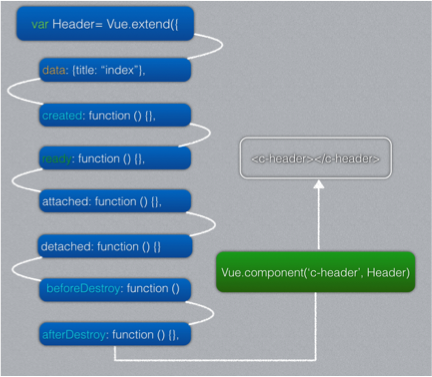 var Header= Vue.extend({
data: {title: “index”},
created: function () {},
ready: function () {},
attached: function () {},
detached: function () {}
beforeDestroy: function ()
afterDestroy: function () {},
<c-header></c-header>
Vue.component(‘c-header’, Header)